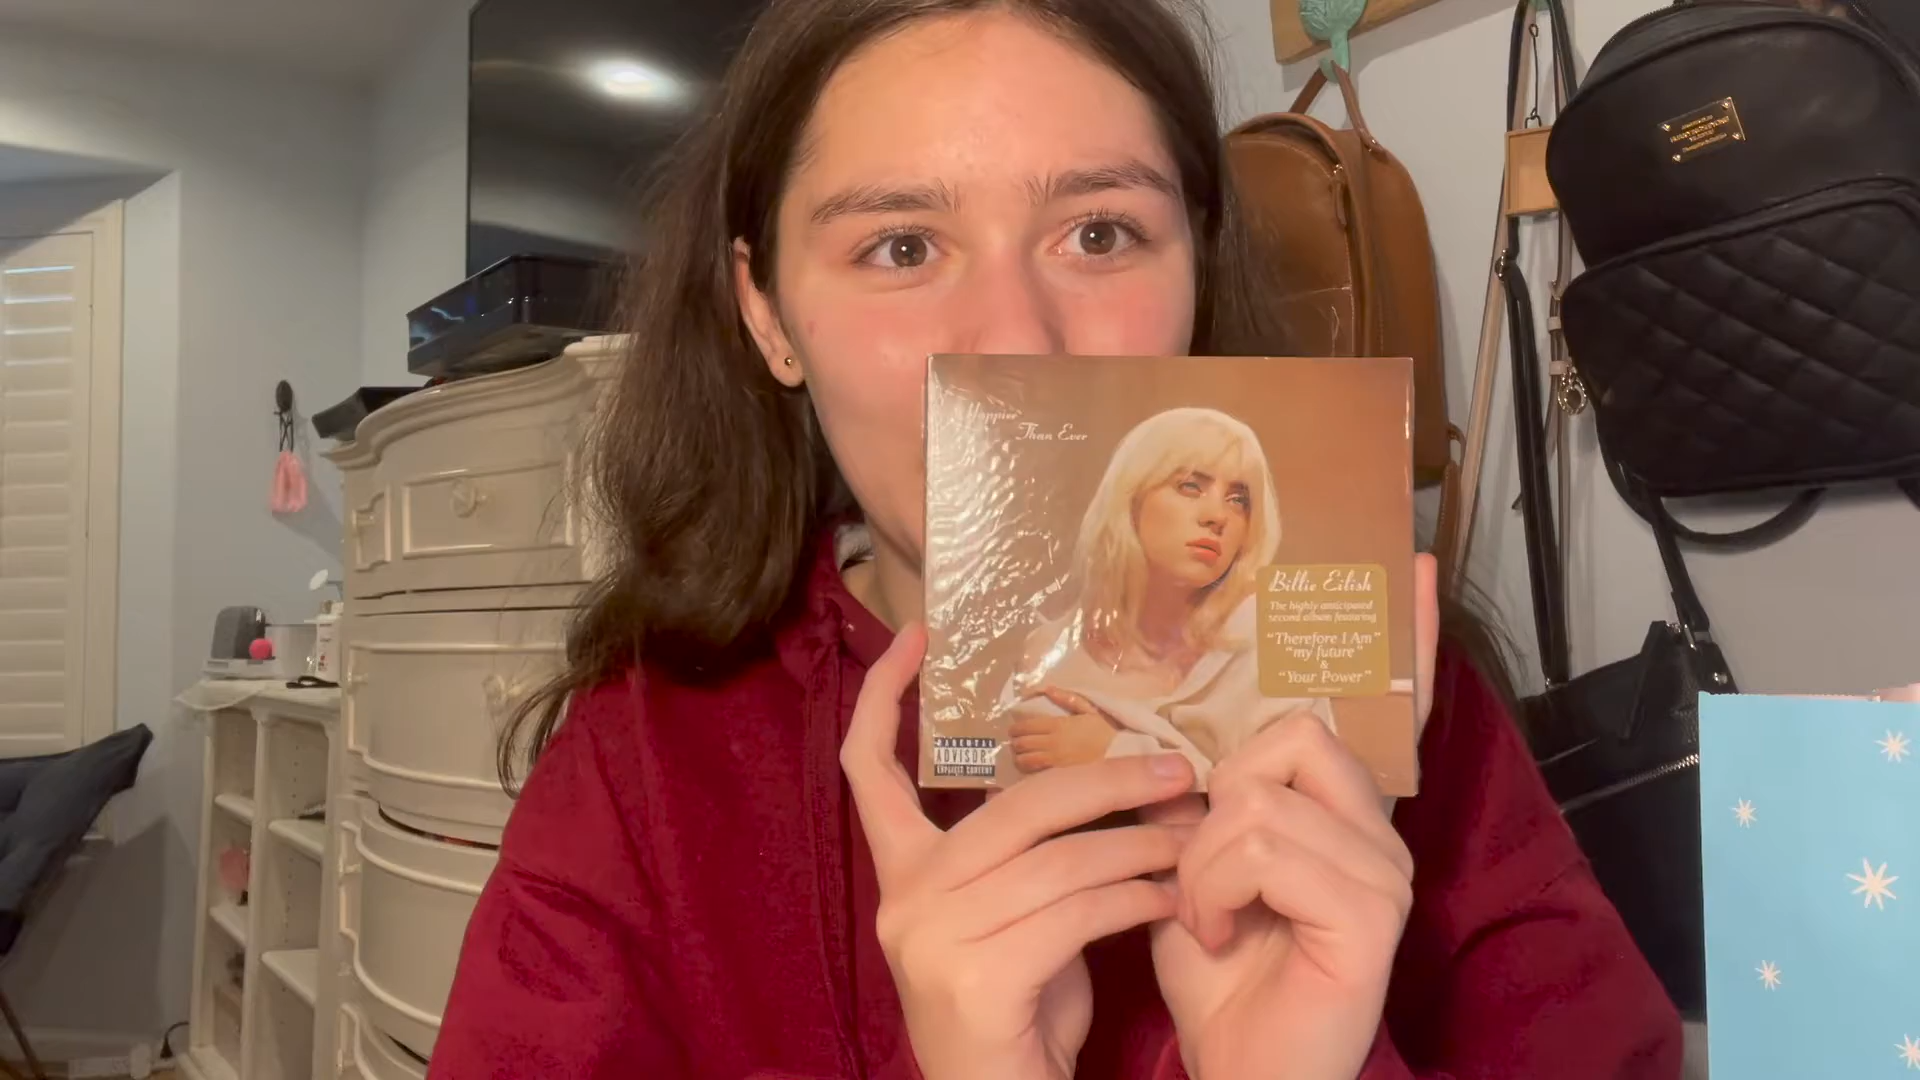 Happier
Than Ever
Billie Eilish
The highly anticipated
second album featuring
"Therefore I Am"
"my future"
&
"Your Power"
PARENTAL
ADVISORY
EXPLICIT CONTENT